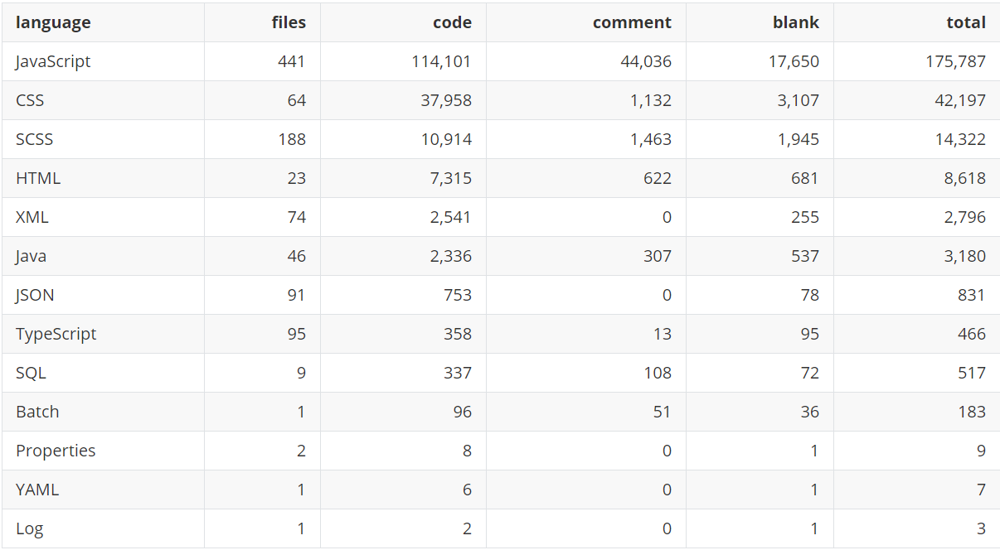 language files code comment blank total
JavaScript 441 114,101 44,036 17,650 175,787
CSS 64 37,958 1,132 3,107 42,197
SCSS 188 10,914 1,463 1,945 14,322
HTML 23 7,315 622 681 8,618
XML 74 2,541 0 255 2,796
Java 46 2,336 307 537 3,180
JSON 91 753 0 78 831
TypeScript 95 358 13 95 466
SQL 9 337 108 72 517
Batch 1 96 51 36 183
Properties 2 8 0 1 9
YAML 1 6 0 1 7
Log 1 2 0 1 3